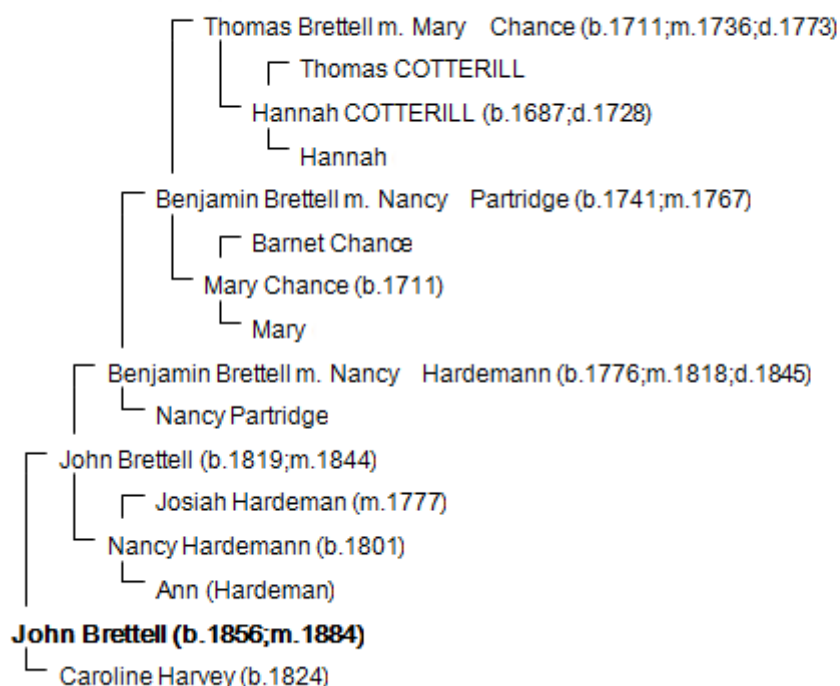 Thomas Brettell m. Mary Chance (b.1711;m.1736;d.1773)
Thomas COTTERILL
Hannah COTTERILL (b.1687;d.1728)
Hannah
Benjamin Brettell m. Nancy Partridge (b.1741;m.1767)
Barnet Chance
Mary Chance (b.1711)
Mary
Benjamin Brettell m. Nancy Hardemann (b.1776;m.1818;d.1845)
Nancy Partridge
John Brettell (b.1819;m.1844)
Josiah Hardeman (m.1777)
Nancy Hardemann (b.1801)
Ann (Hardeman)
John Brettell (b.1856;m.1884)
Caroline Harvey (b.1824)